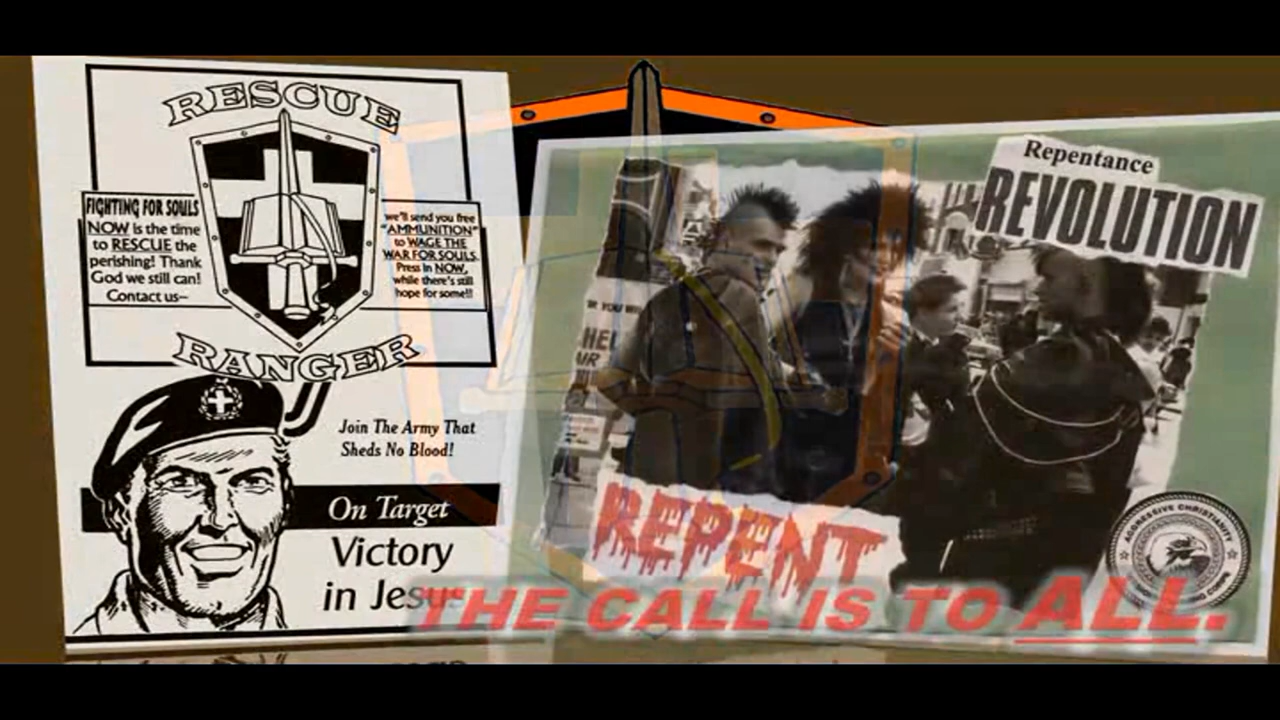 RESCUE
FIGHTING FOR SOULS
NOW is the time
to RESCUE the
perishing! Thank
God we still can!
Contact us—
we'll send you free
"AMMUNITION"
to WAGE THE
WAR FOR SOULS.
Press in NOW,
while there's still
hope for some!!
RANGER
Join The Army That
Sheds No Blood!
On Target
Victory
in Jesus
Repentance
REVOLUTION
REPENT
AGGRESSIVE CHRISTIANITY
THE CALL IS TO ALL.